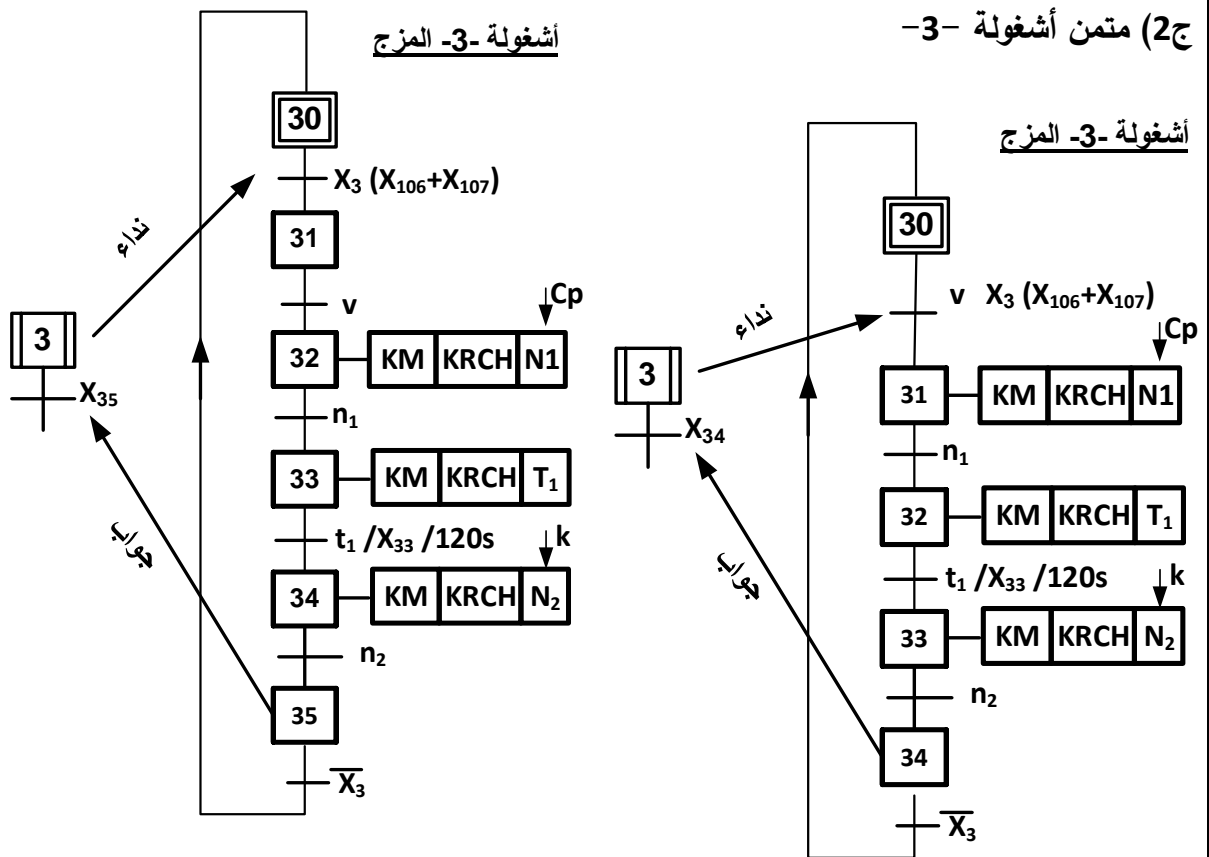 ج2) متمن أشغولة -3-
أشغولة -3- المزج
30
X₃ (X₁₀₆+X₁₀₇)
نداء
31
v
Cp
3
32 KM KRCH N1
X₃₅
n₁
33 KM KRCH T₁
جواب
t₁ /X₃₃ /120s
k
34 KM KRCH N₂
n₂
35
X̅₃
أشغولة -3- المزج
30
v X₃ (X₁₀₆+X₁₀₇)
نداء
Cp
3
31 KM KRCH N1
X₃₄
n₁
32 KM KRCH T₁
جواب
t₁ /X₃₃ /120s
k
33 KM KRCH N₂
n₂
34
X̅₃